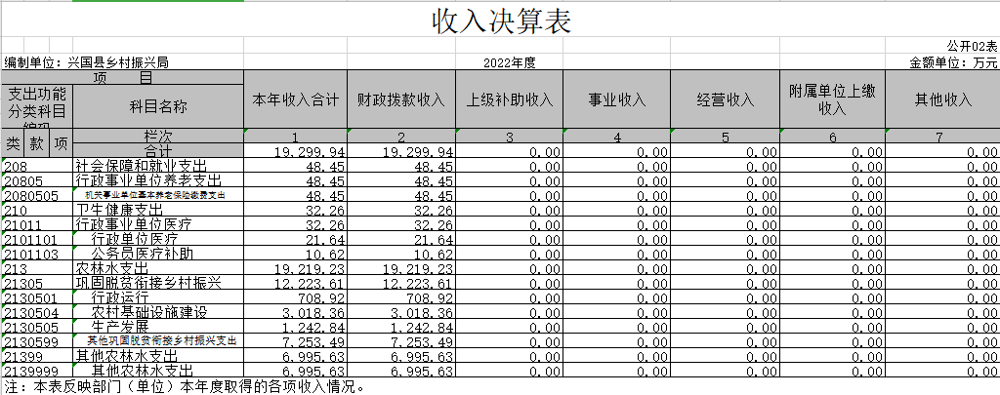 收入决算表
公开02表
编制单位：兴国县乡村振兴局 2022年度 金额单位：万元
项 目 本年收入合计 财政拨款收入 上级补助收入 事业收入 经营收入 附属单位上缴收入 其他收入
支出功能分类科目编码 科目名称
类 款 项 栏次 1 2 3 4 5 6 7
合计 19,299.94 19,299.94 0.00 0.00 0.00 0.00 0.00
208 社会保障和就业支出 48.45 48.45 0.00 0.00 0.00 0.00 0.00
20805 行政事业单位养老支出 48.45 48.45 0.00 0.00 0.00 0.00 0.00
2080505 机关事业单位基本养老保险缴费支出 48.45 48.45 0.00 0.00 0.00 0.00 0.00
210 卫生健康支出 32.26 32.26 0.00 0.00 0.00 0.00 0.00
21011 行政事业单位医疗 32.26 32.26 0.00 0.00 0.00 0.00 0.00
2101101 行政单位医疗 21.64 21.64 0.00 0.00 0.00 0.00 0.00
2101103 公务员医疗补助 10.62 10.62 0.00 0.00 0.00 0.00 0.00
213 农林水支出 19,219.23 19,219.23 0.00 0.00 0.00 0.00 0.00
21305 巩固脱贫衔接乡村振兴 12,223.61 12,223.61 0.00 0.00 0.00 0.00 0.00
2130501 行政运行 708.92 708.92 0.00 0.00 0.00 0.00 0.00
2130504 农村基础设施建设 3,018.36 3,018.36 0.00 0.00 0.00 0.00 0.00
2130505 生产发展 1,242.84 1,242.84 0.00 0.00 0.00 0.00 0.00
2130599 其他巩固脱贫衔接乡村振兴支出 7,253.49 7,253.49 0.00 0.00 0.00 0.00 0.00
21399 其他农林水支出 6,995.63 6,995.63 0.00 0.00 0.00 0.00 0.00
2139999 其他农林水支出 6,995.63 6,995.63 0.00 0.00 0.00 0.00 0.00
注：本表反映部门（单位）本年度取得的各项收入情况。